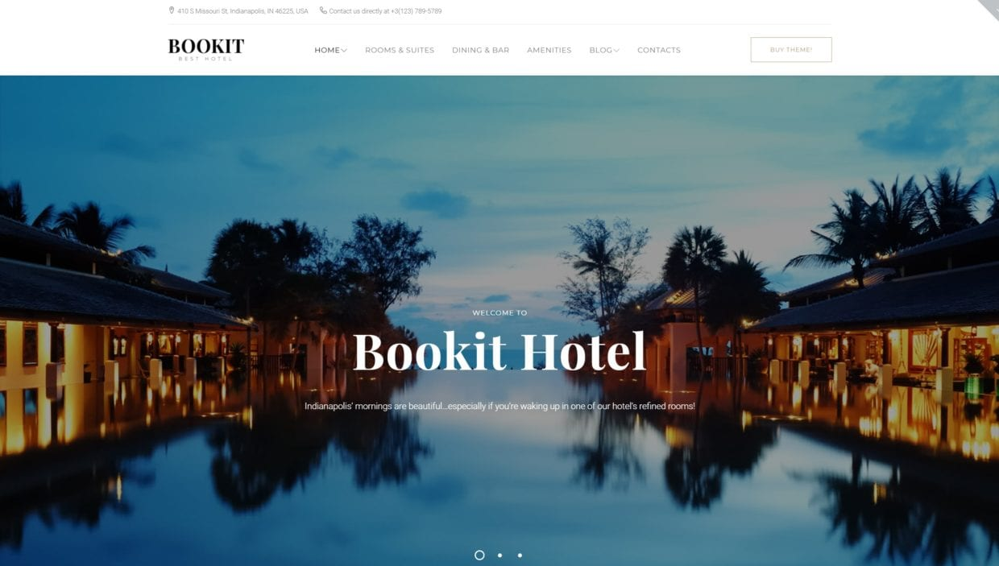 410 S Missouri St, Indianapolis, IN 46225, USA Contact us directly at +3(123) 789-5789
BOOKIT
BEST HOTEL
HOME ROOMS & SUITES DINING & BAR AMENITIES BLOG CONTACTS
BUY THEME!
WELCOME TO
Bookit Hotel
Indianapolis' mornings are beautiful...especially if you're waking up in one of our hotel's refined rooms!